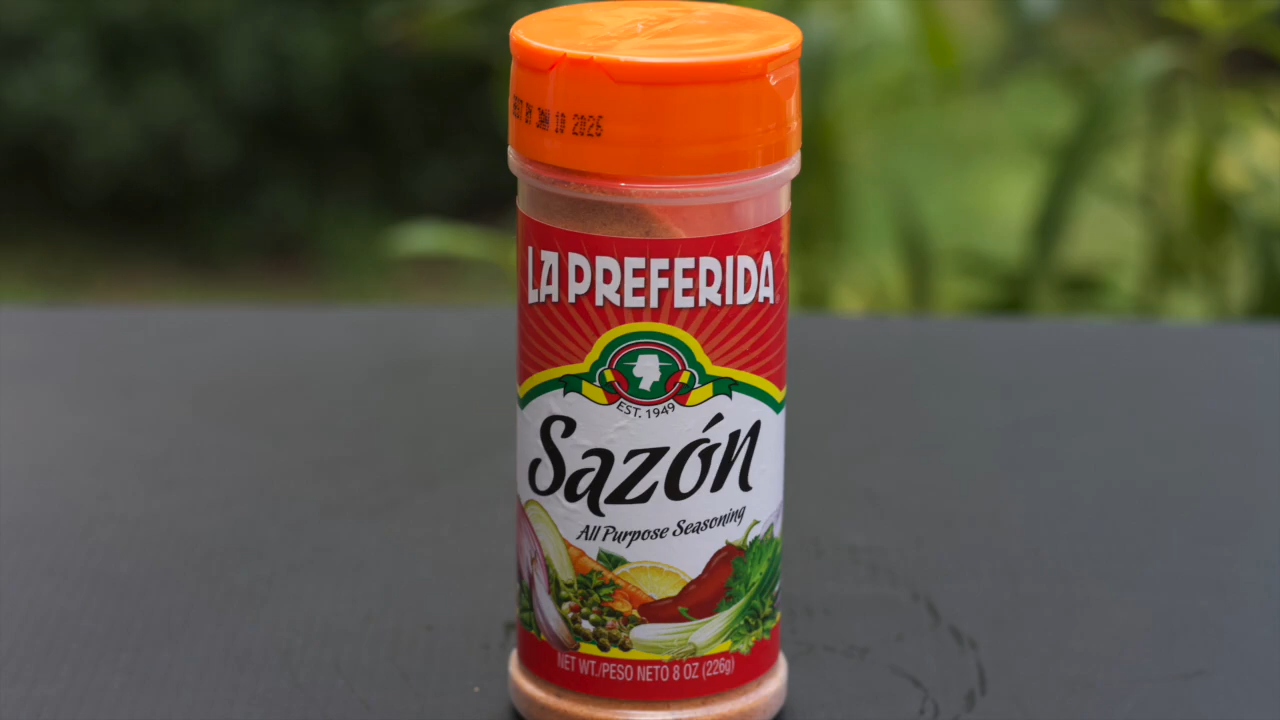 BEST BY JAN 10 2026
LA PREFERIDA
EST. 1949
Sazón
All Purpose Seasoning
NET WT./PESO NETO 8 OZ (226g)